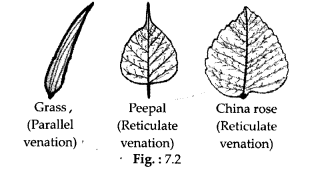 Grass, Peepal China rose
(Parallel (Reticulate (Reticulate
venation) venation) venation)
Fig. : 7.2